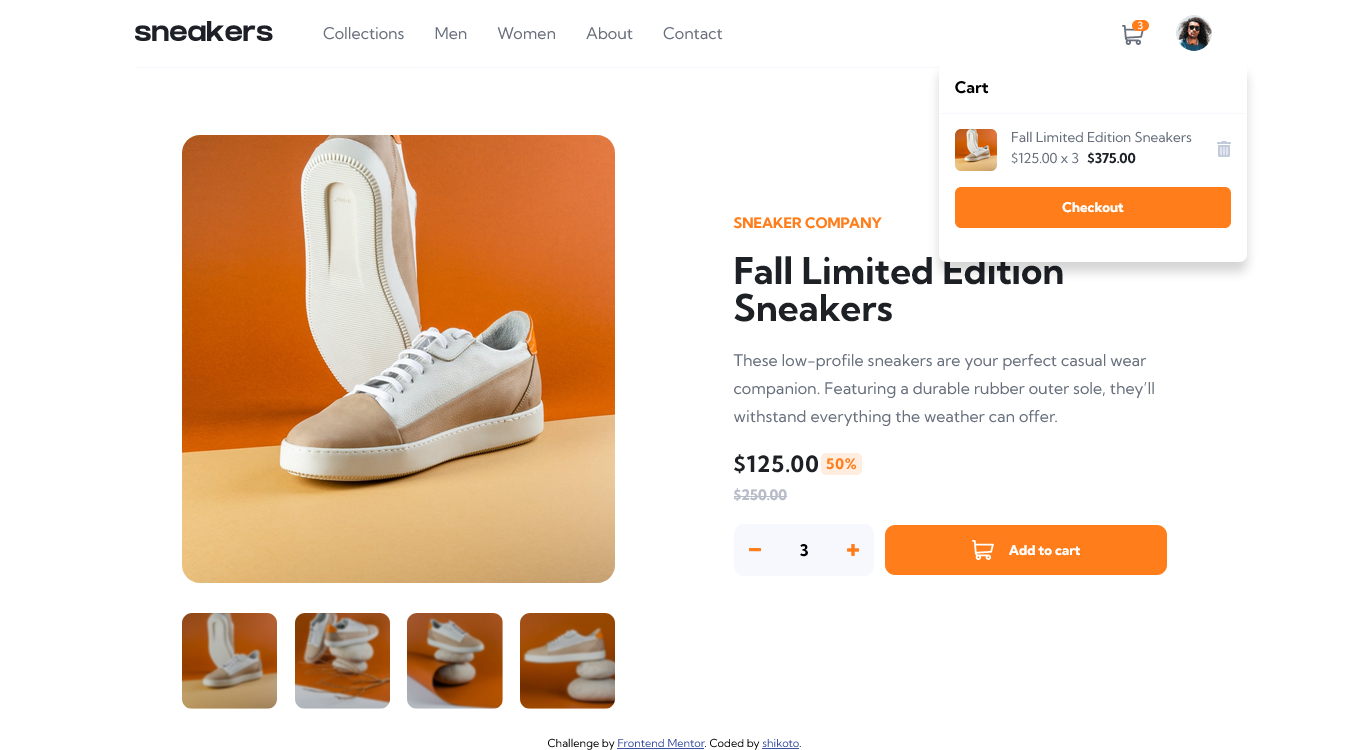 sneakers
Collections
Men
Women
About
Contact
3
Cart
Fall Limited Edition Sneakers
$125.00 x 3 $375.00
Checkout
SNEAKER COMPANY
Fall Limited Edition
Sneakers
These low-profile sneakers are your perfect casual wear
companion. Featuring a durable rubber outer sole, they'll
withstand everything the weather can offer.
$125.00 50%
$250.00
3
Add to cart
Challenge by Frontend Mentor. Coded by shikoto.